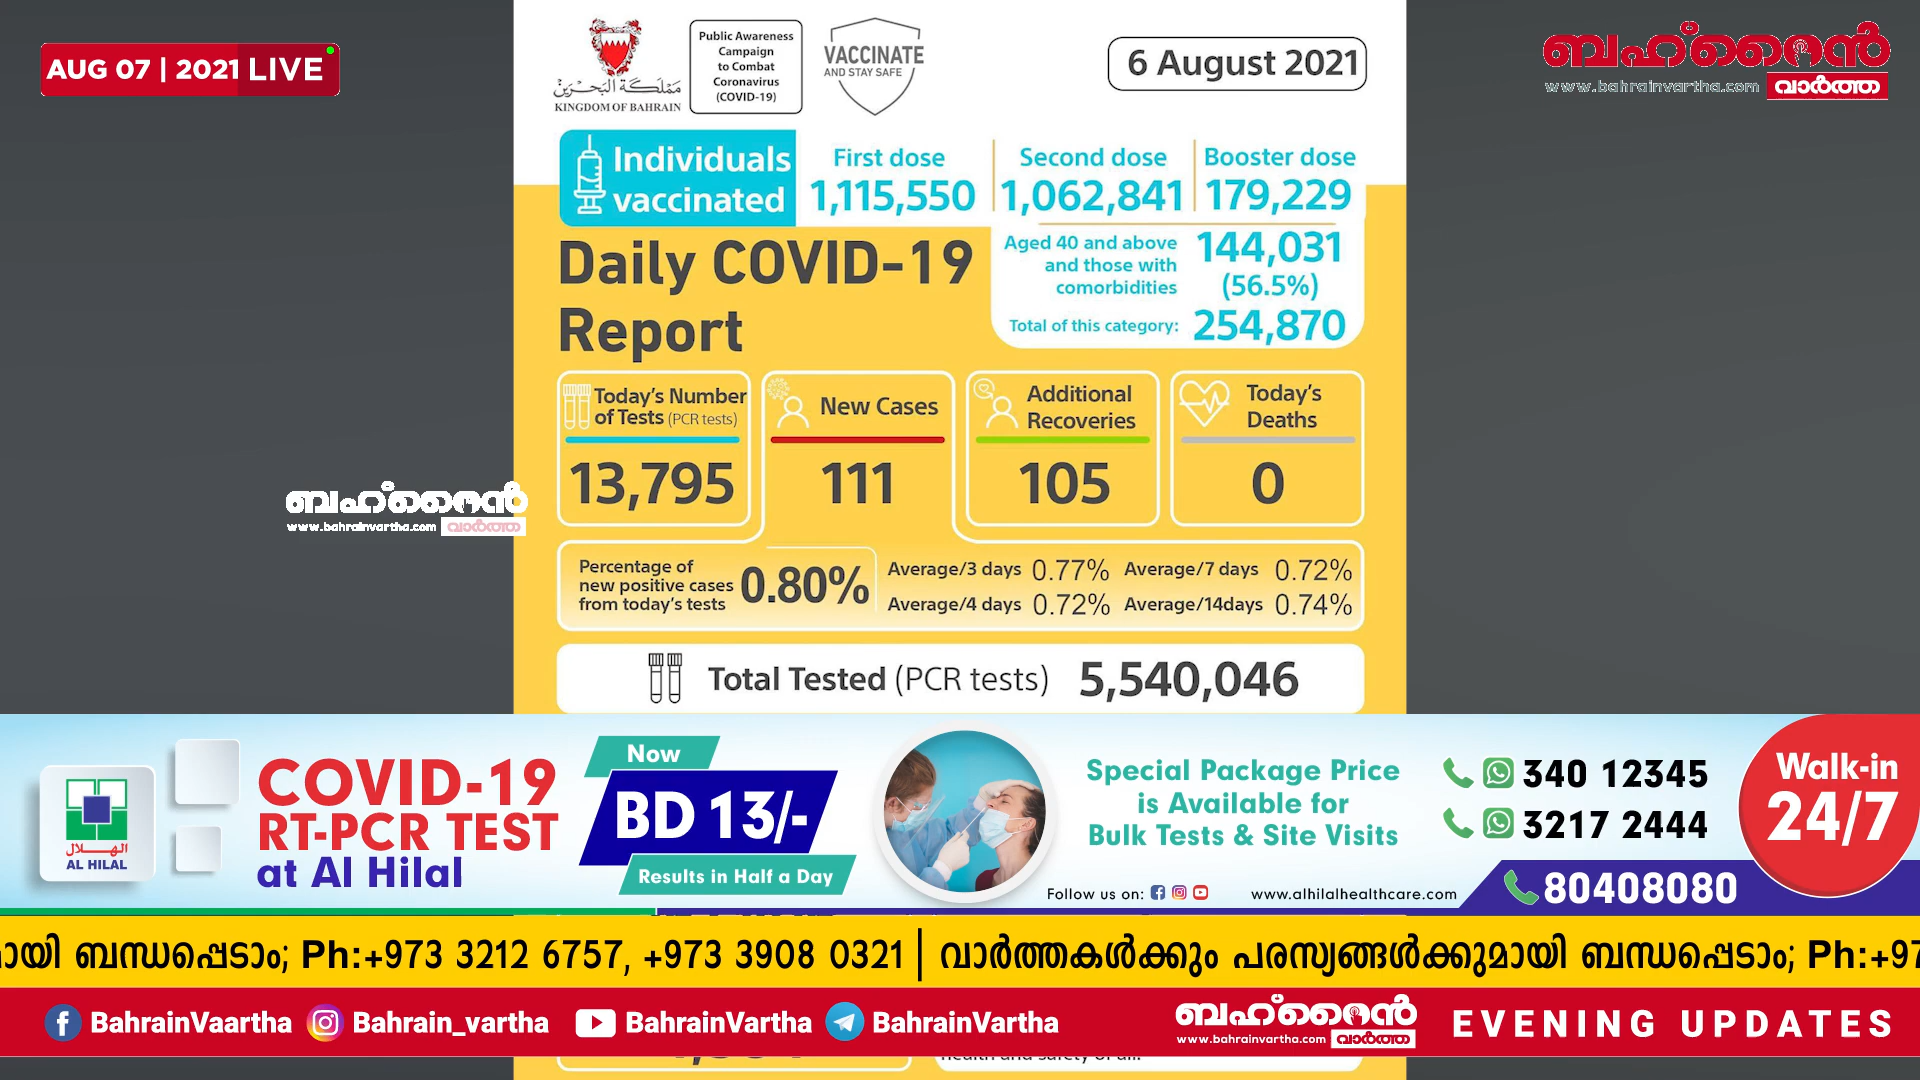 AUG 07 | 2021 LIVE
مملكة البحرين
KINGDOM OF BAHRAIN
Public Awareness
Campaign
to Combat
Coronavirus
(COVID-19)
VACCINATE
AND STAY SAFE
6 August 2021
ബഹ്റൈൻ
www.bahrainvartha.com വാർത്ത
Individuals
vaccinated
First dose
1,115,550
Second dose
1,062,841
Booster dose
179,229
Aged 40 and above
and those with
comorbidities
144,031
(56.5%)
Total of this category: 254,870
Daily COVID-19
Report
Today's Number
of Tests (PCR tests)
13,795
New Cases
111
Additional
Recoveries
105
Today's
Deaths
0
ബഹ്റൈൻ
www.bahrainvartha.com വാർത്ത
Percentage of
new positive cases
from today's tests
0.80%
Average/3 days 0.77% Average/7 days 0.72%
Average/4 days 0.72% Average/14days 0.74%
Total Tested (PCR tests) 5,540,046
الهلال
AL HILAL
COVID-19
RT-PCR TEST
at Al Hilal
Now
BD 13/-
Results in Half a Day
Special Package Price
is Available for
Bulk Tests & Site Visits
Follow us on: www.alhilalhealthcare.com
340 12345
3217 2444
80408080
Walk-in
24/7
മായി ബന്ധപ്പെടാം; Ph:+973 3212 6757, +973 3908 0321 | വാർത്തകൾക്കും പരസ്യങ്ങൾക്കുമായി ബന്ധപ്പെടാം; Ph:+97
BahrainVaartha Bahrain_vartha BahrainVartha BahrainVartha
ബഹ്റൈൻ
www.bahrainvartha.com വാർത്ത
EVENING UPDATES
health and safety of all.